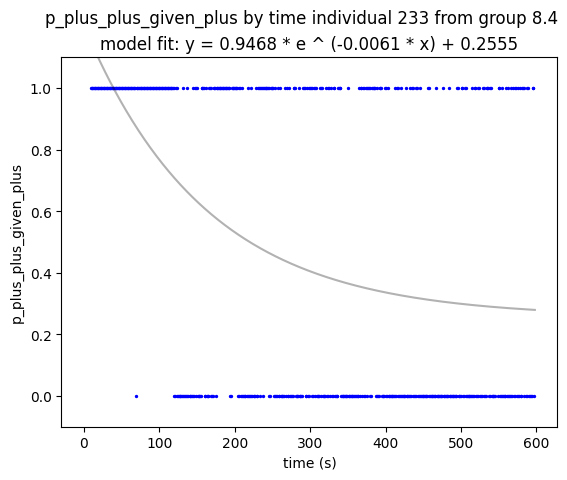 p_plus_plus_given_plus by time individual 233 from group 8.4
model fit: y = 0.9468 * e ^ (-0.0061 * x) + 0.2555
p_plus_plus_given_plus
1.0
0.8
0.6
0.4
0.2
0.0
0 100 200 300 400 500 600
time (s)